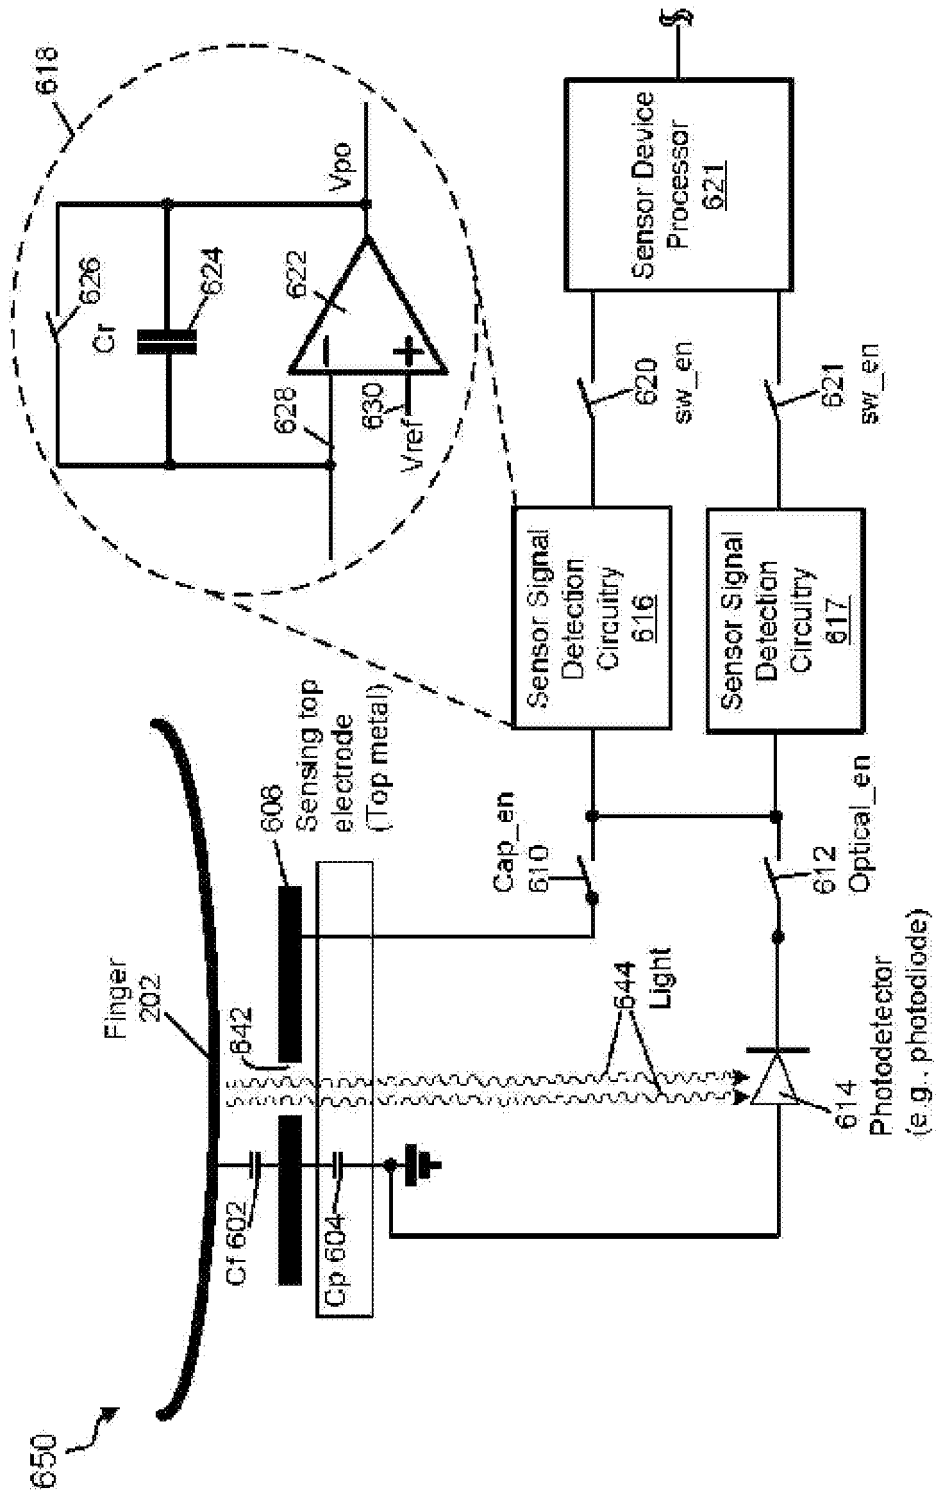 650
Finger
202
642
Cf 602
Cp 604
608
Sensing top
electrode
(Top metal)
644
Light
614
Photodetector
(e.g., photodiode)
Cap_en
610
612
Optical_en
Sensor Signal
Detection
Circuitry
616
Sensor Signal
Detection
Circuitry
617
618
626
Cr
624
622
628
630
Vref
Vpo
620
sw_en
621
sw_en
Sensor Device
Processor
621